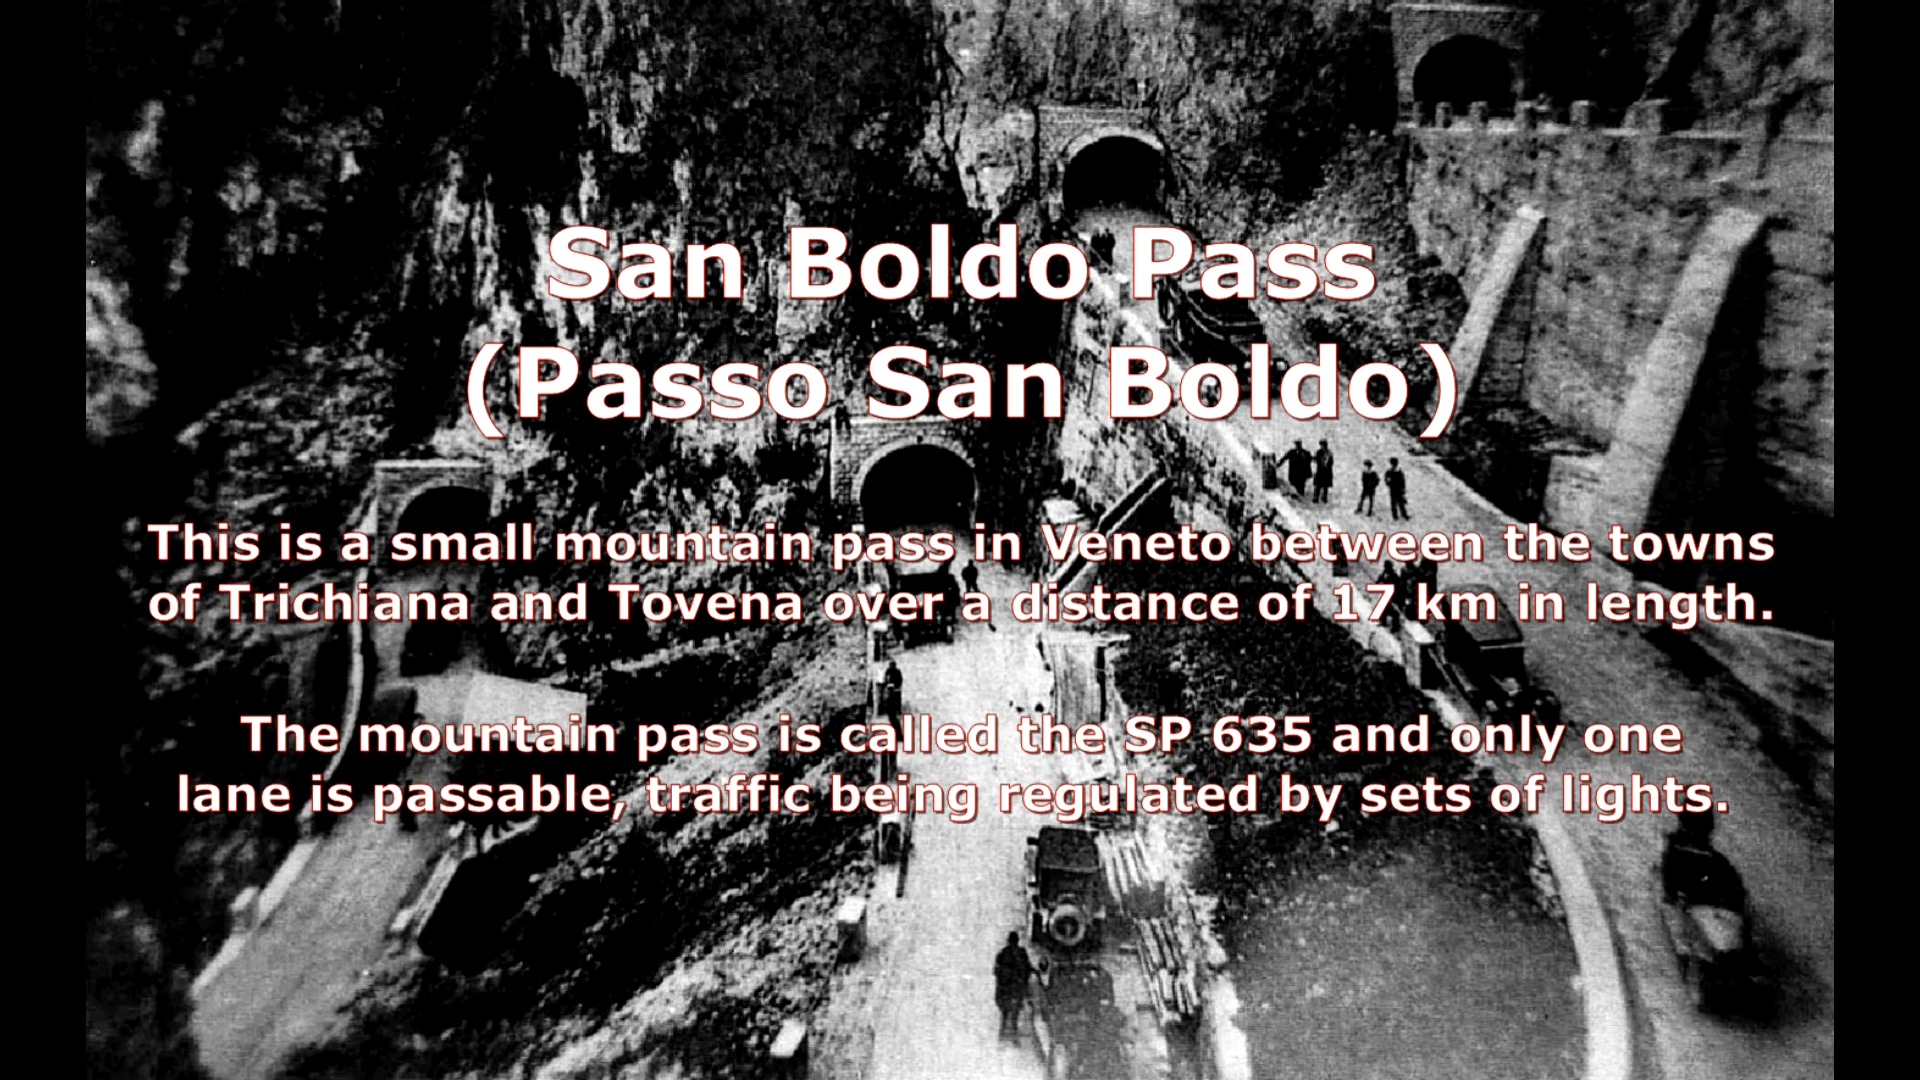 San Boldo Pass
(Passo San Boldo)
This is a small mountain pass in Veneto between the towns
of Trichiana and Tovena over a distance of 17 km in length.
The mountain pass is called the SP 635 and only one
lane is passable, traffic being regulated by sets of lights.